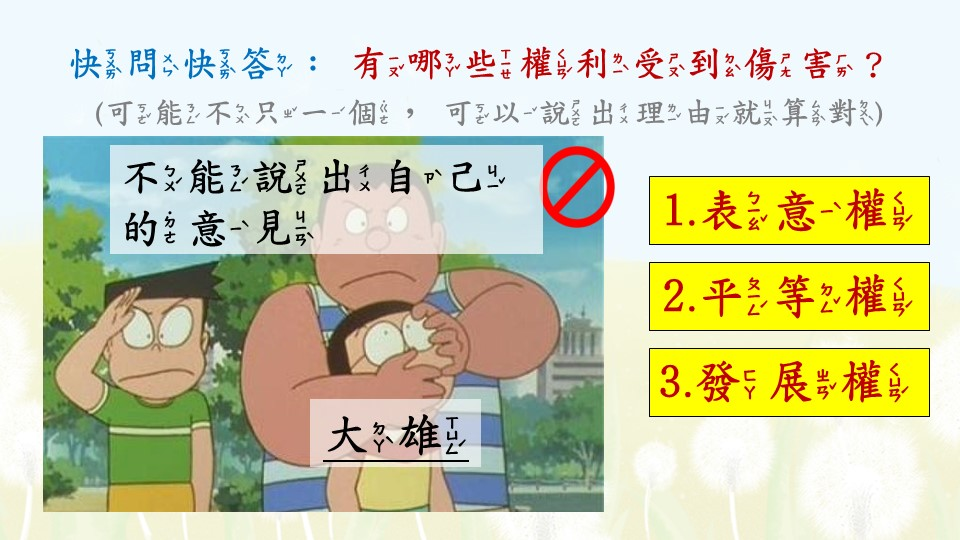 快問快答： 有哪些權利受到傷害？
(可能不只一個， 可以說出理由就算對)
不能說出自己
的意見
1.表意權
2.平等權
3.發展權
大雄